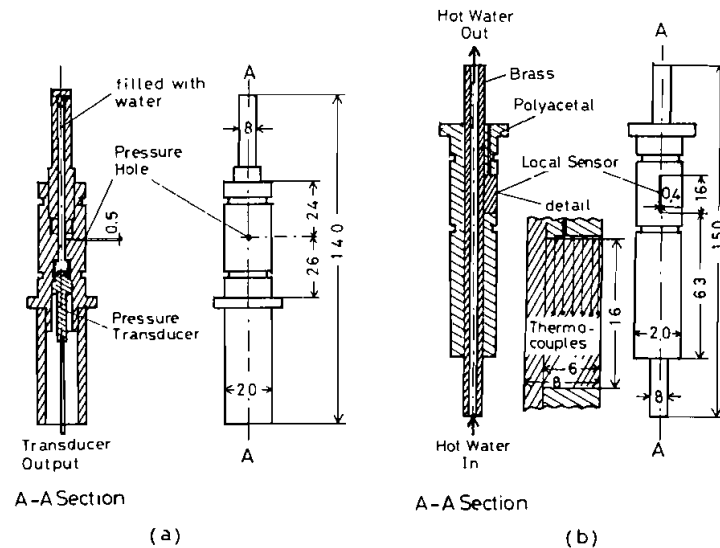 A
filled with
water
8
Pressure
Hole
0.5
24
26
140
Pressure
Transducer
20
Transducer
Output
A
A-A Section
(a)
Hot Water
Out
A
Brass
Polyacetal
Local Sensor
0,4
16
detail
150
63
16
Thermo-
couples
20
6
8
8
Hot Water
In
A
A-A Section
(b)